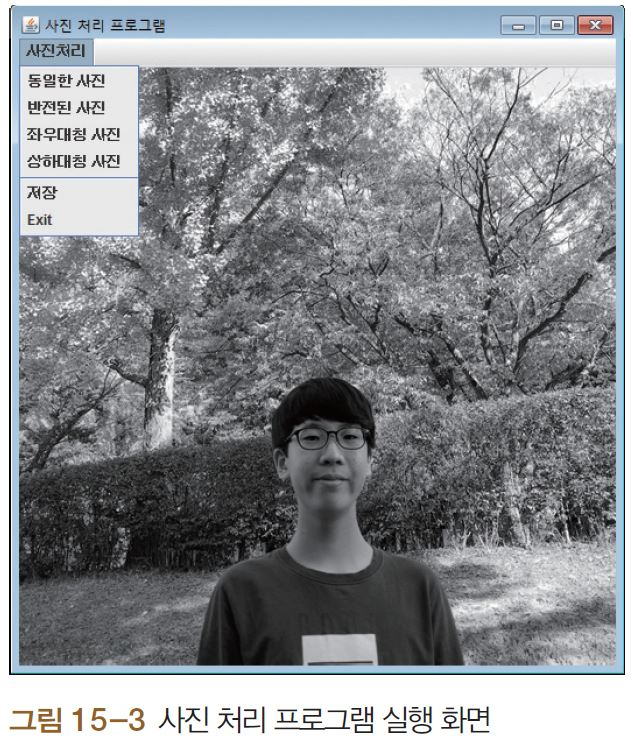 사진 처리 프로그램
사진처리
동일한 사진
반전된 사진
좌우대칭 사진
상하대칭 사진
저장
Exit
그림 15-3 사진 처리 프로그램 실행 화면